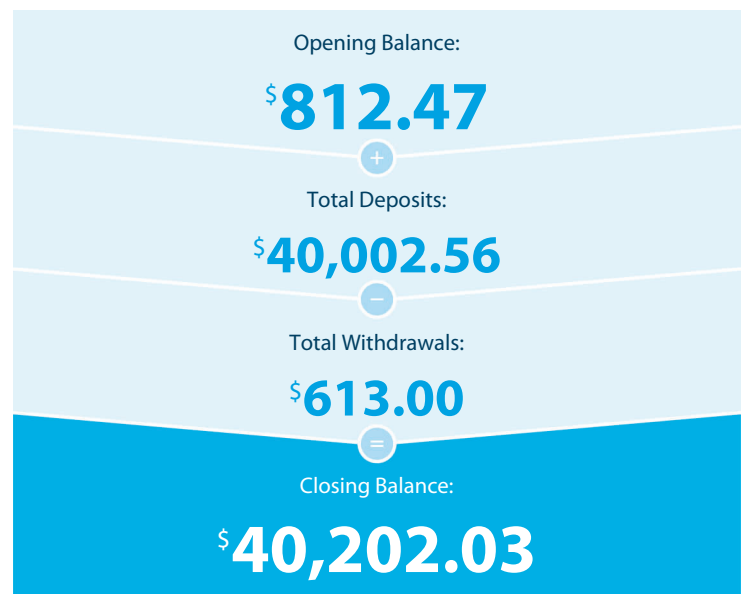 Opening Balance:
$812.47
+
Total Deposits:
$40,002.56
−
Total Withdrawals:
$613.00
=
Closing Balance:
$40,202.03